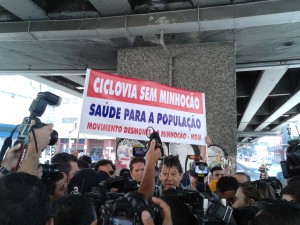 CICLOVIA SEM MINHOCÃO
SAÚDE PARA A POPULAÇÃO
MOVIMENTO DESMONTE MINHOCÃO